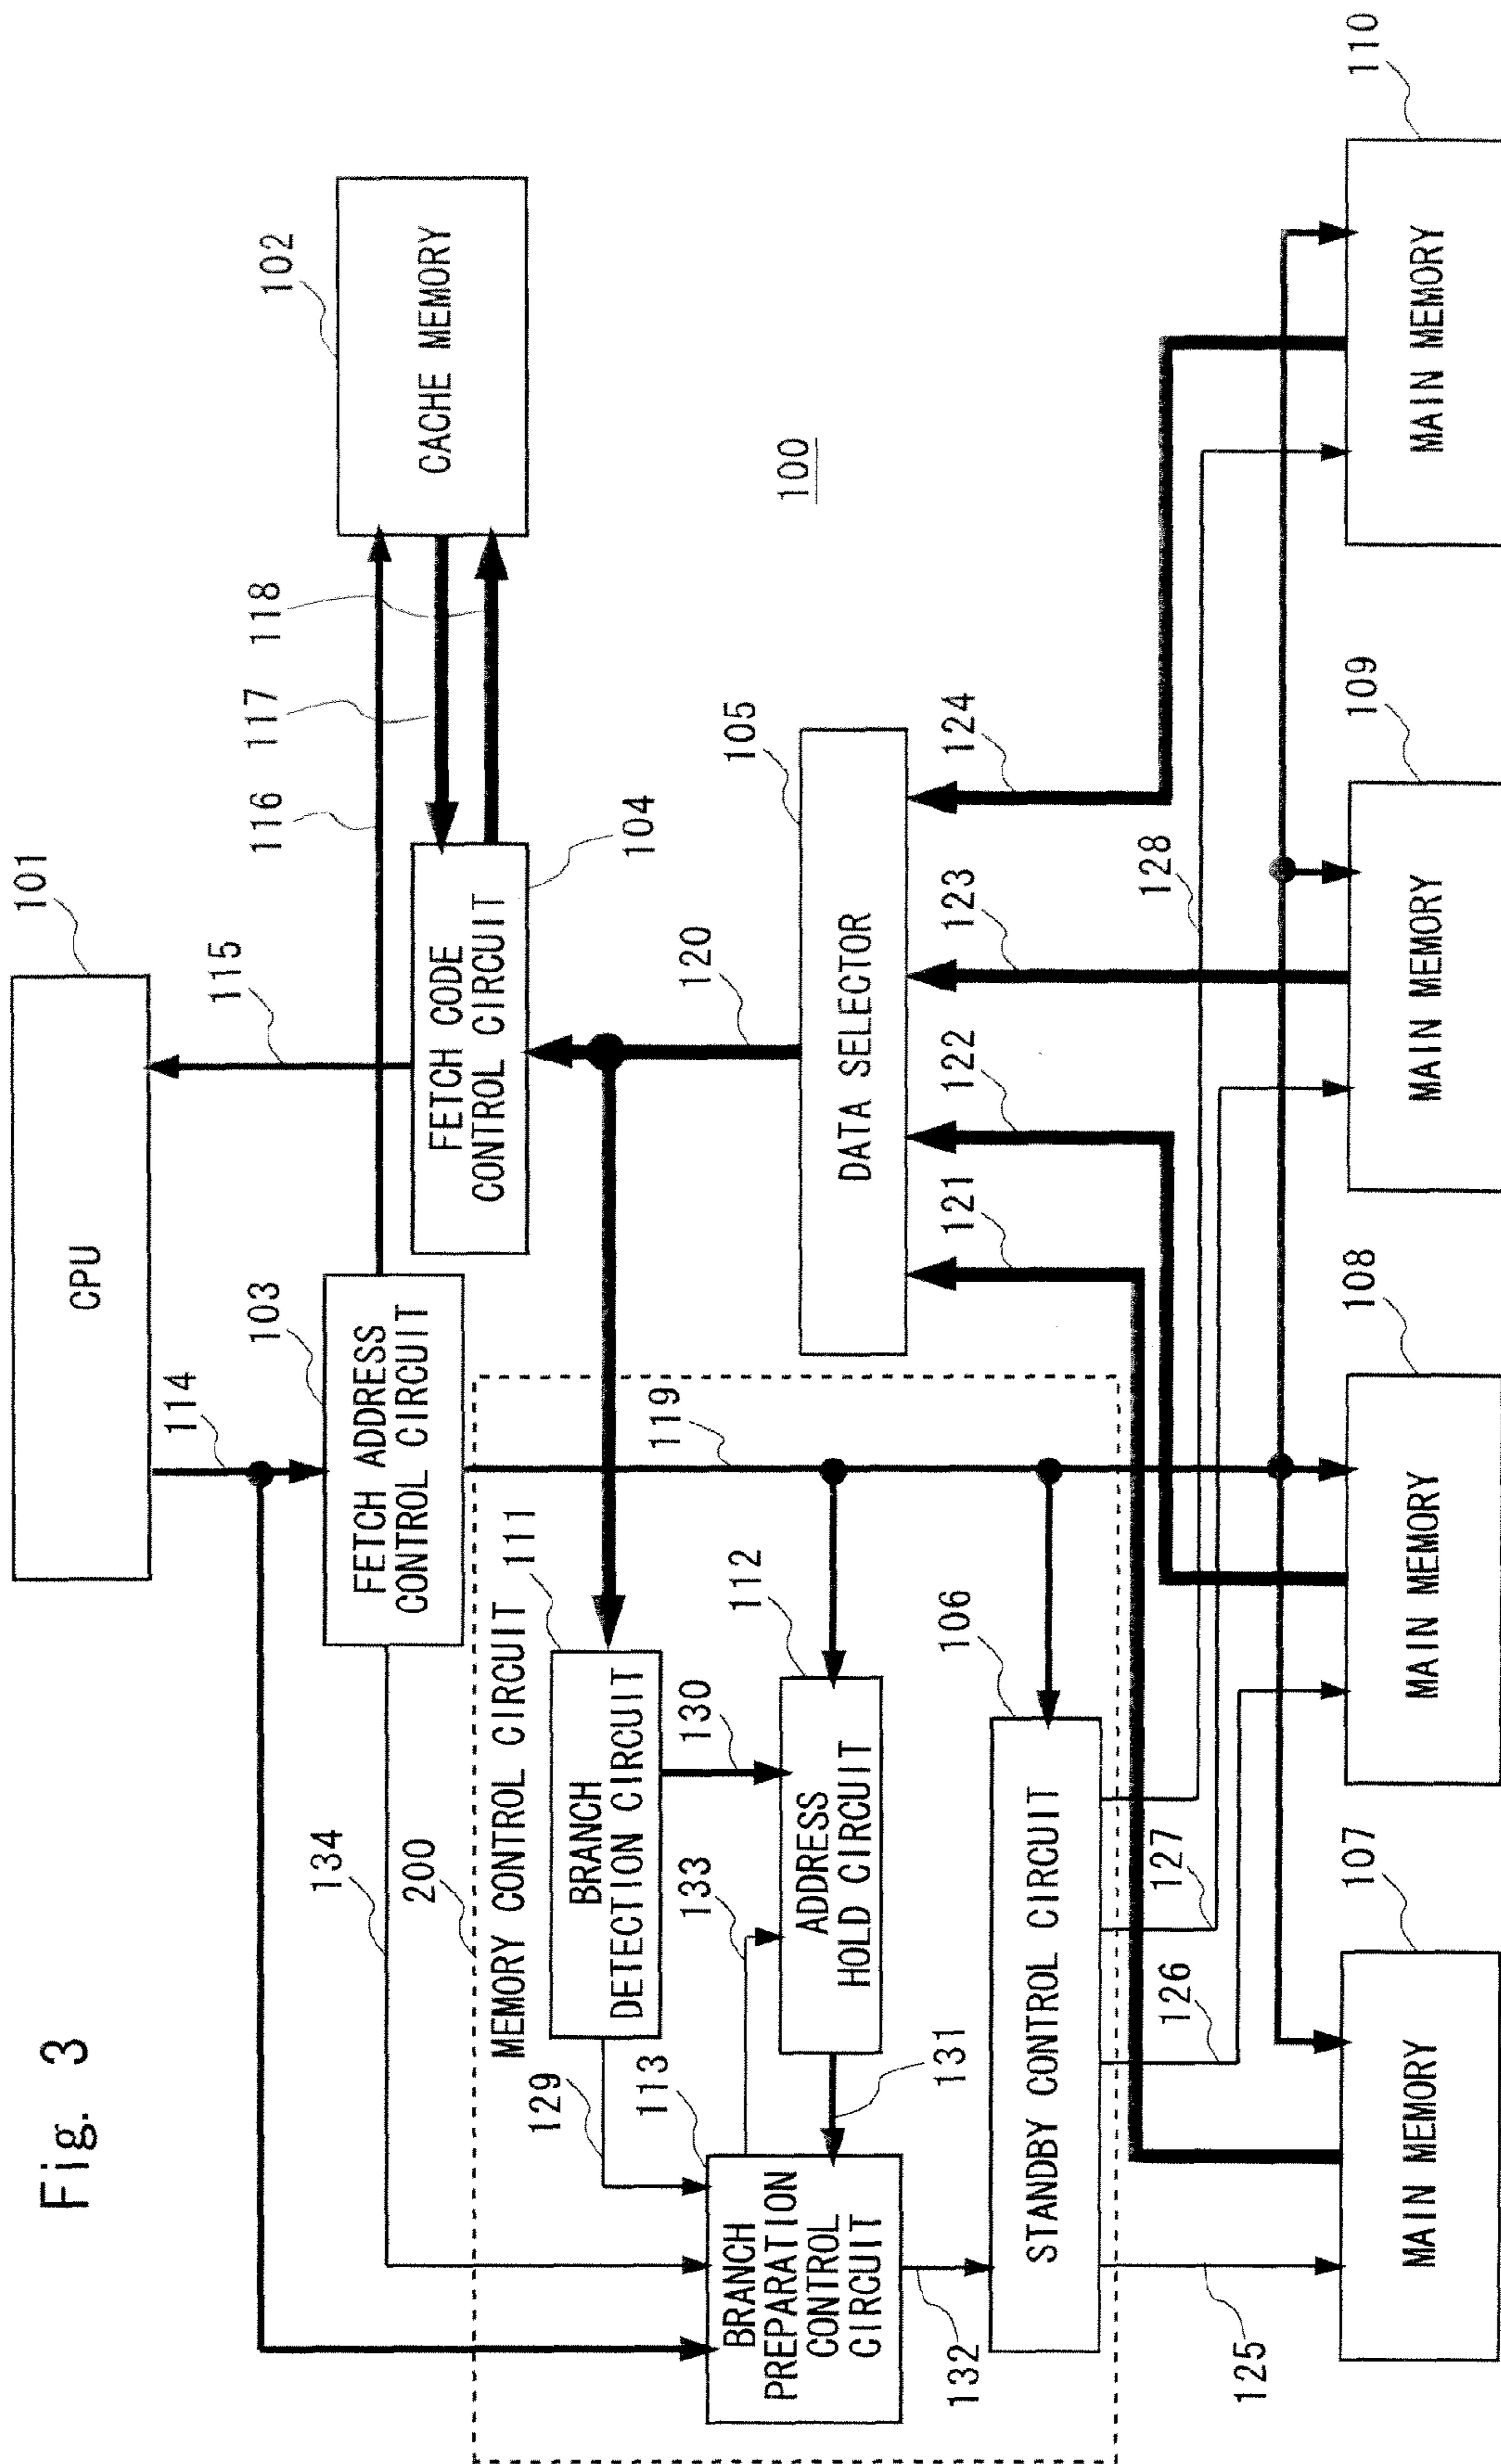 Fig. 3
101
CPU
114
115
116
117
118
102
CACHE MEMORY
103
FETCH ADDRESS
CONTROL CIRCUIT
104
FETCH CODE
CONTROL CIRCUIT
134
200
MEMORY CONTROL CIRCUIT
111
BRANCH
DETECTION CIRCUIT
119
120
100
129
130
113
BRANCH
PREPARATION
CONTROL
CIRCUIT
133
112
ADDRESS
HOLD CIRCUIT
131
105
DATA SELECTOR
132
106
STANDBY CONTROL CIRCUIT
121
122
123
124
125
126
127
128
107
MAIN MEMORY
108
MAIN MEMORY
109
MAIN MEMORY
110
MAIN MEMORY